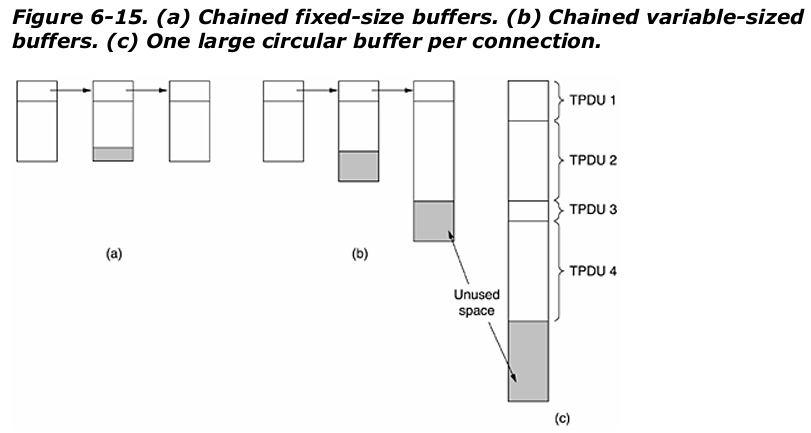 Figure 6-15. (a) Chained fixed-size buffers. (b) Chained variable-sized
buffers. (c) One large circular buffer per connection.
TPDU 1
TPDU 2
TPDU 3
TPDU 4
(a)
(b)
Unused
space
(c)